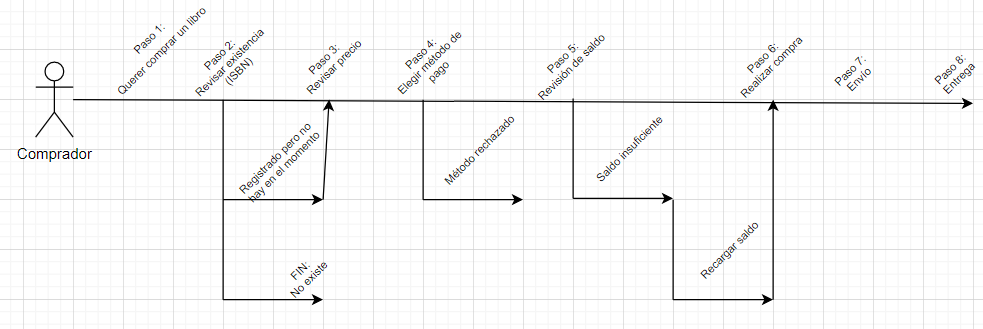 Paso 1:
Querer comprar un libro
Paso 2:
Revisar existencia
(ISBN)
Paso 3:
Revisar precio
Paso 4:
Elegir método de
pago
Paso 5:
Revisión de saldo
Paso 6:
Realizar compra
Paso 7:
Envío
Paso 8:
Entrega
Comprador
Registrado pero no
hay en el momento
Método rechazado
Saldo insuficiente
Recargar saldo
FIN:
No existe